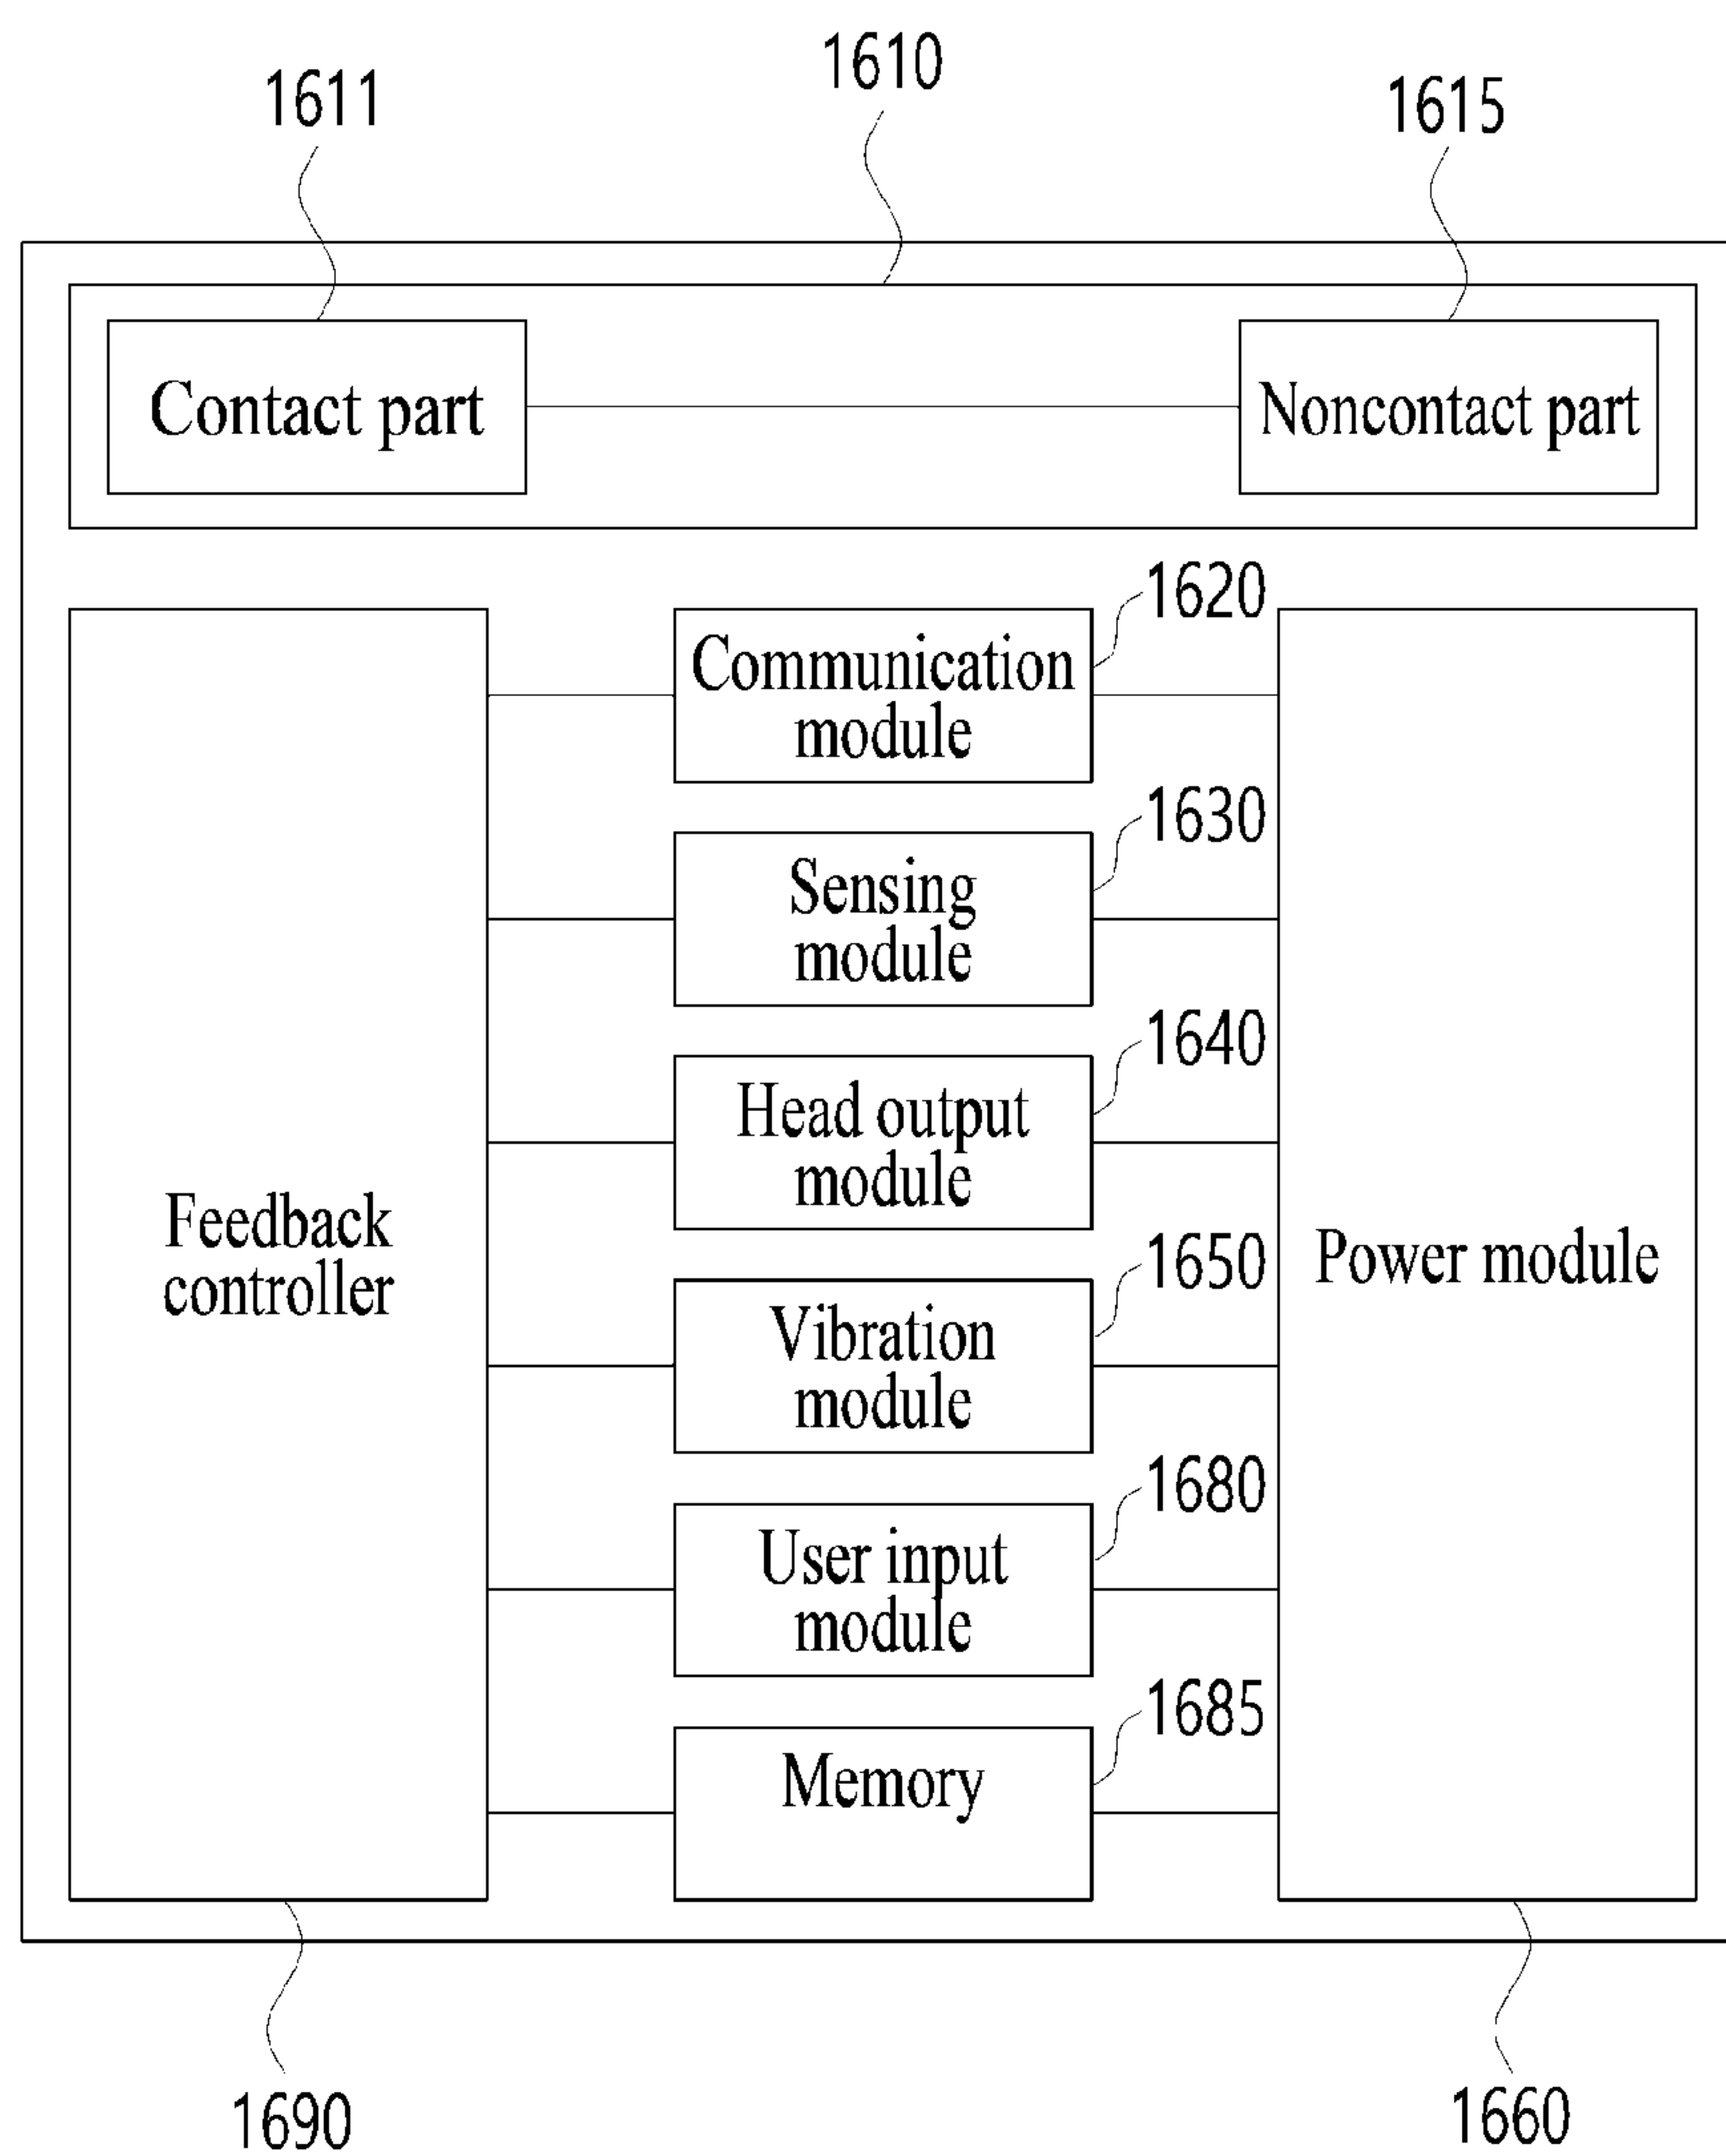 1610
1611
1615
Contact part
Noncontact part
1620
Communication
module
1630
Sensing
module
1640
Head output
module
Feedback
controller
1650
Power module
Vibration
module
1680
User input
module
1685
Memory
1690
1660